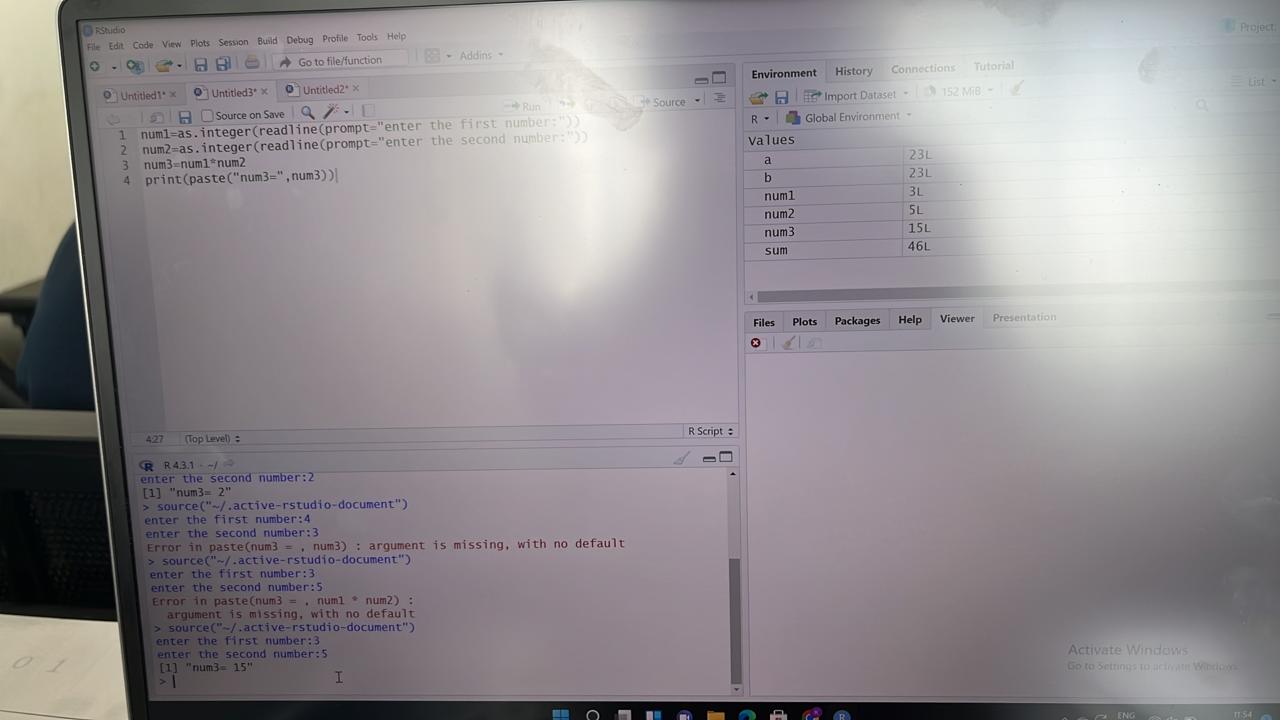 RStudio
File Edit Code View Plots Session Build Debug Profile Tools Help
Project:
Go to file/function
Addins
Untitled1* × Untitled3* × Untitled2* ×
Source on Save
Run
Source
1 num1=as.integer(readline(prompt="enter the first number:"))
2 num2=as.integer(readline(prompt="enter the second number:"))
3 num3=num1*num2
4 print(paste("num3=",num3))
4:27 (Top Level)
R Script
R 4.3.1 · ~/
enter the second number:2
[1] "num3= 2"
> source("~/.active-rstudio-document")
enter the first number:4
enter the second number:3
Error in paste(num3 = , num3) : argument is missing, with no default
> source("~/.active-rstudio-document")
enter the first number:3
enter the second number:5
Error in paste(num3 = , num1 * num2) :
argument is missing, with no default
> source("~/.active-rstudio-document")
enter the first number:3
enter the second number:5
[1] "num3= 15"
>
Environment History Connections Tutorial
Import Dataset 152 MiB List
R Global Environment
Values
a 23L
b 23L
num1 3L
num2 5L
num3 15L
sum 46L
Files Plots Packages Help Viewer Presentation
Activate Windows
Go to Settings to activate Windows.
ENG
11:54
01